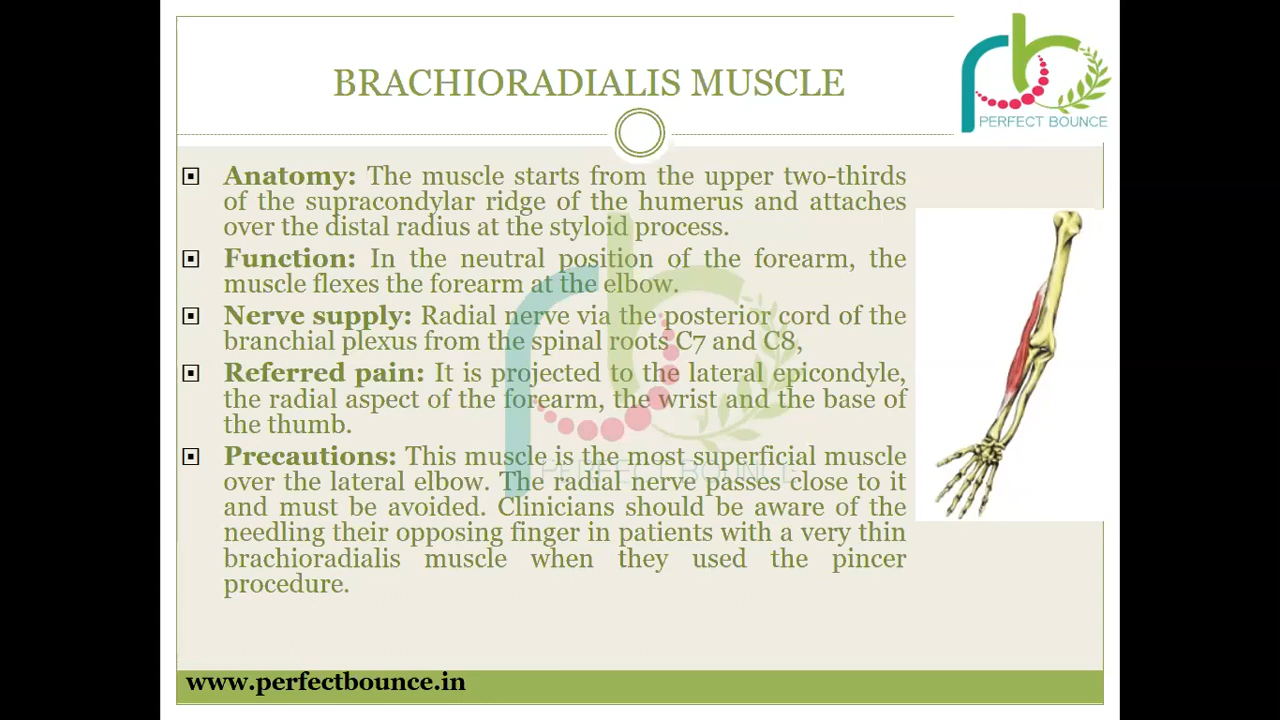 BRACHIORADIALIS MUSCLE
PERFECT BOUNCE
Anatomy: The muscle starts from the upper two-thirds
of the supracondylar ridge of the humerus and attaches
over the distal radius at the styloid process.
Function: In the neutral position of the forearm, the
muscle flexes the forearm at the elbow.
Nerve supply: Radial nerve via the posterior cord of the
branchial plexus from the spinal roots C7 and C8,
Referred pain: It is projected to the lateral epicondyle,
the radial aspect of the forearm, the wrist and the base of
the thumb.
Precautions: This muscle is the most superficial muscle
over the lateral elbow. The radial nerve passes close to it
and must be avoided. Clinicians should be aware of the
needling their opposing finger in patients with a very thin
brachioradialis muscle when they used the pincer
procedure.
PERFECT BOUNCE
www.perfectbounce.in